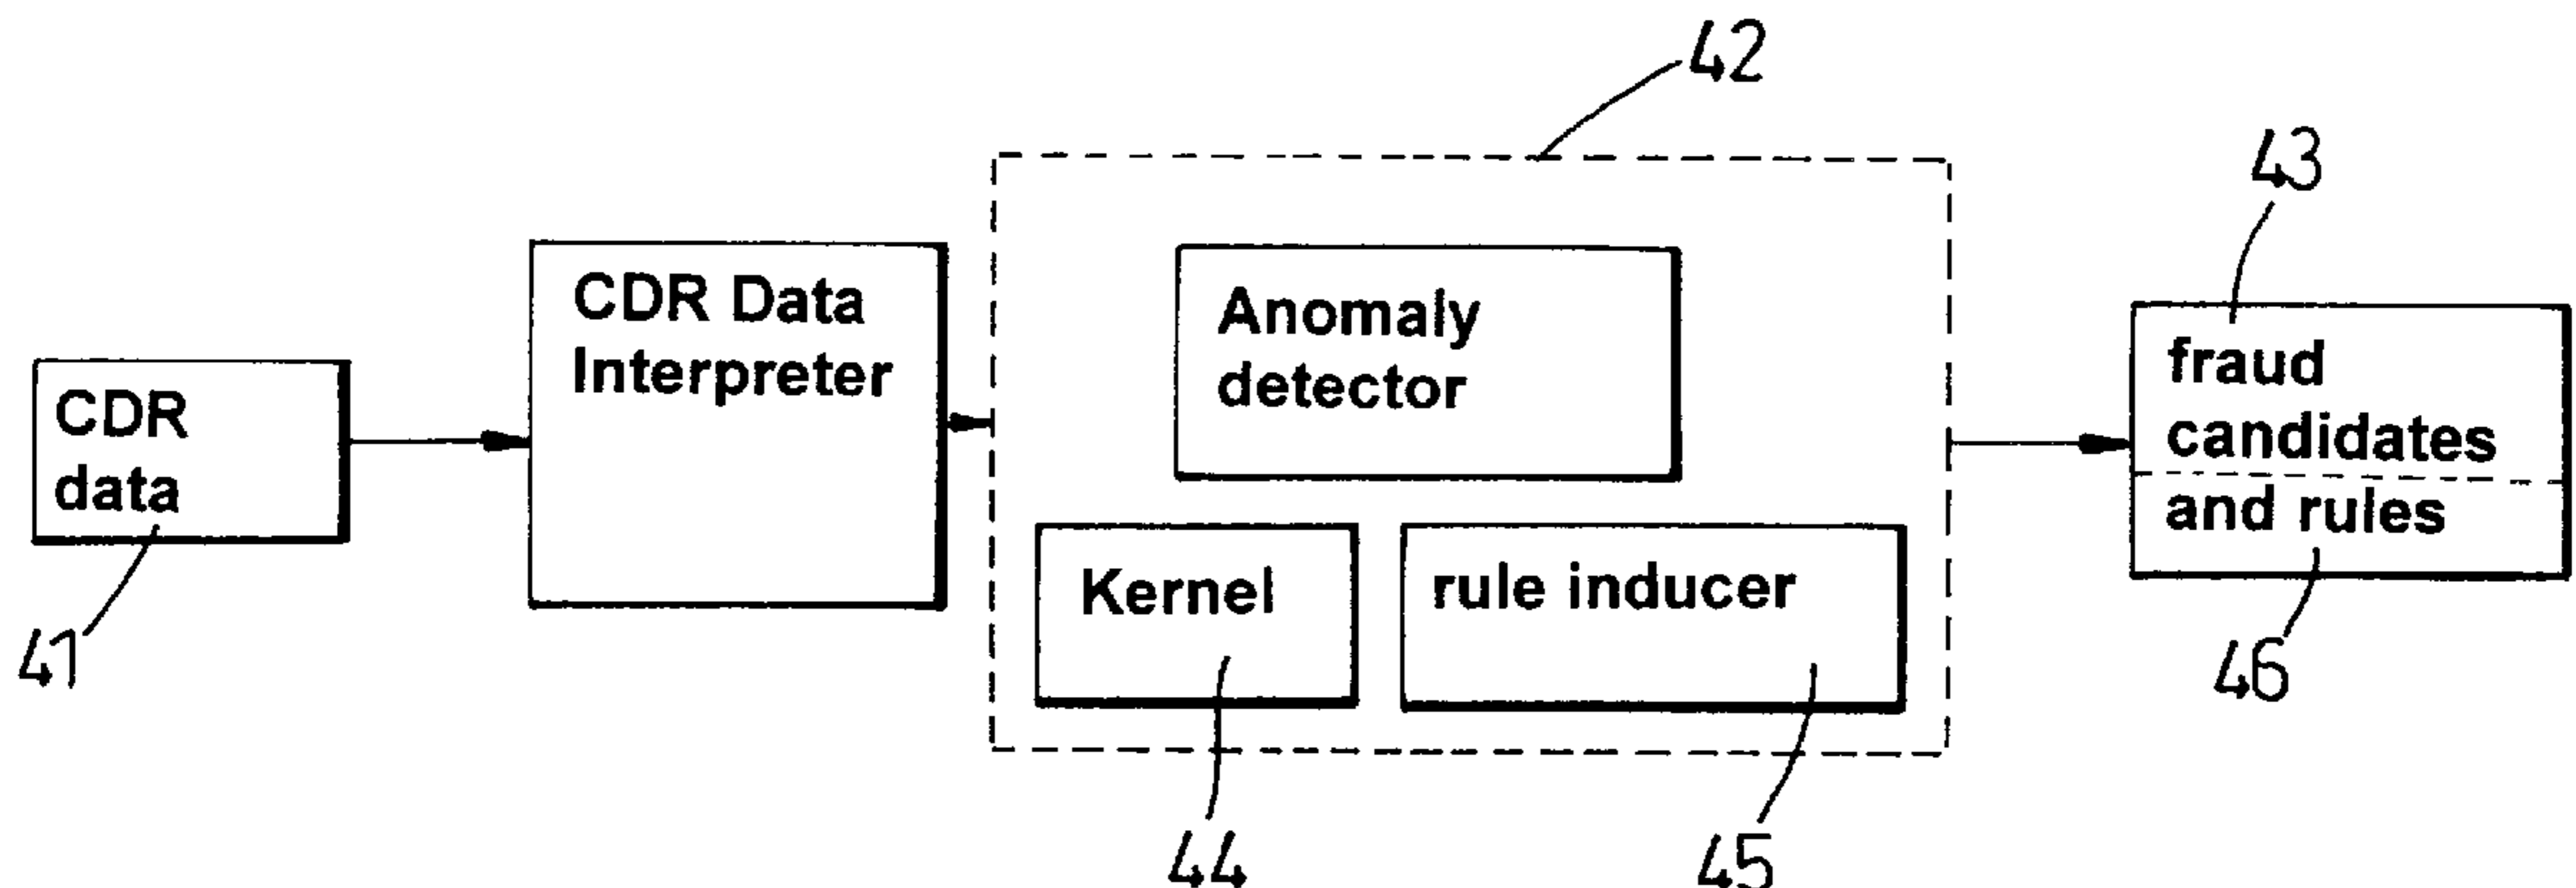 42
43
CDR Data
Interpreter
Anomaly
detector
fraud
candidates
and rules
CDR
data
Kernel
rule inducer
41
46
44
45